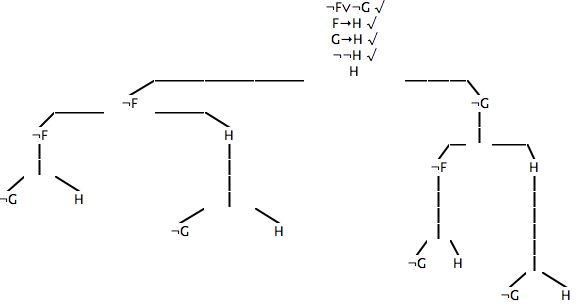 ¬F∨¬G √
F→H √
G→H √
¬¬H √
H
¬F ¬G
¬F H
¬F H
¬G H
¬G H
¬G H
¬G H